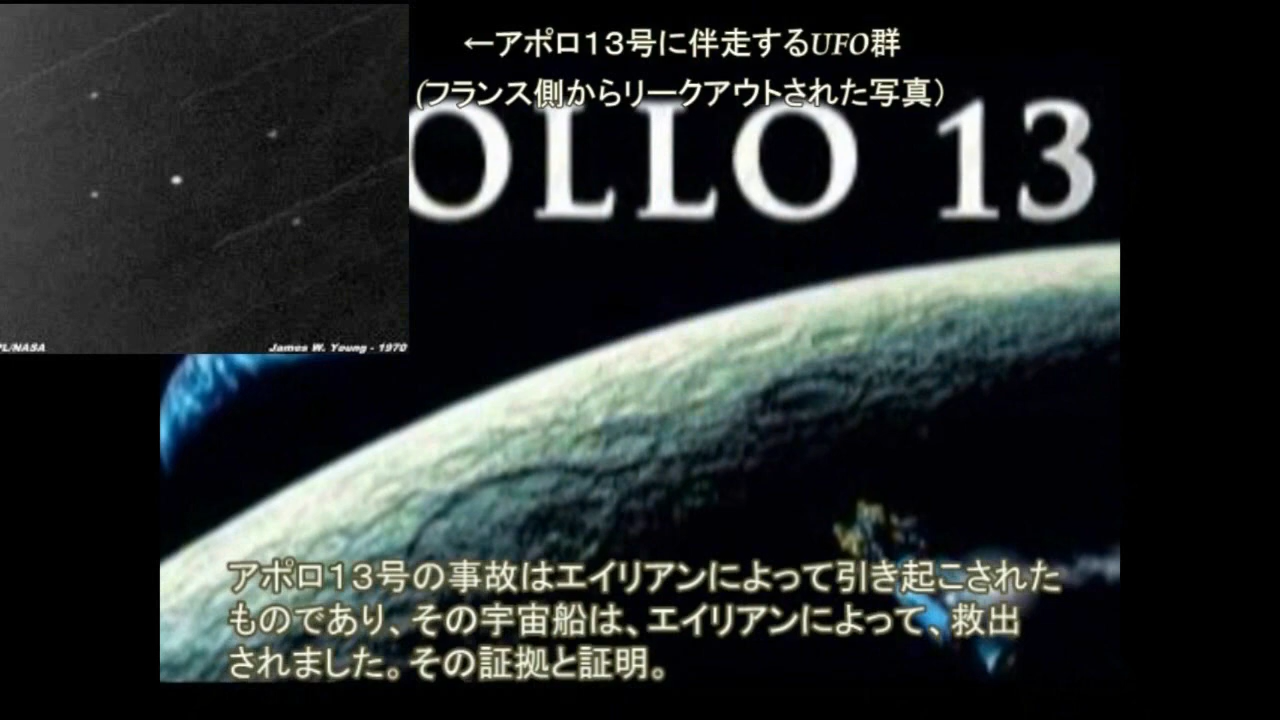 ←アポロ１３号に伴走するUFO群
(フランス側からリークアウトされた写真）
OLLO 13
L/NASA
James W. Young - 1970
アポロ１３号の事故はエイリアンによって引き起こされた
ものであり、その宇宙船は、エイリアンによって、救出
されました。その証拠と証明。